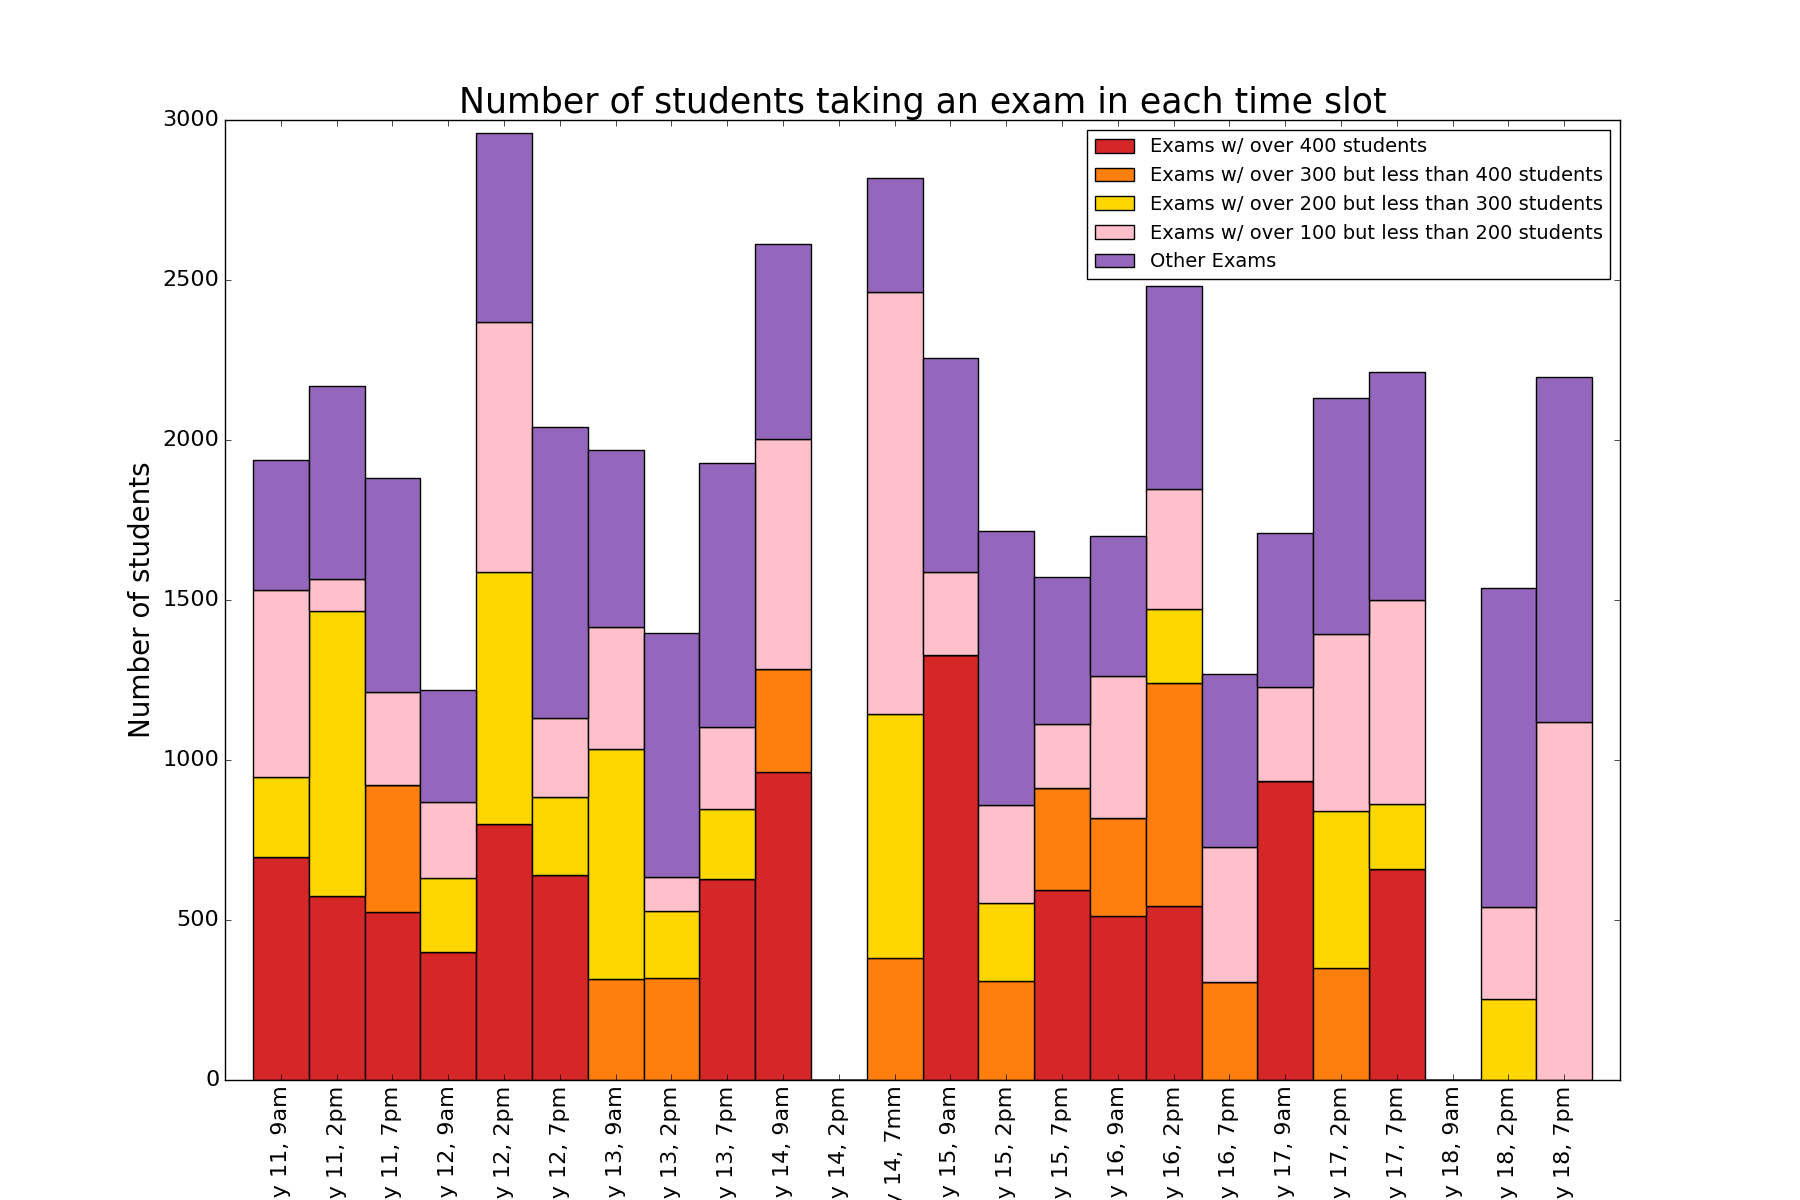 Number of students taking an exam in each time slot
Exams w/ over 400 students
Exams w/ over 300 but less than 400 students
Exams w/ over 200 but less than 300 students
Exams w/ over 100 but less than 200 students
Other Exams
3000
2500
2000
1500
1000
500
0
Number of students
y 11, 9am
y 11, 2pm
y 11, 7pm
y 12, 9am
y 12, 2pm
y 12, 7pm
y 13, 9am
y 13, 2pm
y 13, 7pm
y 14, 9am
y 14, 2pm
y 14, 7mm
y 15, 9am
y 15, 2pm
y 15, 7pm
y 16, 9am
y 16, 2pm
y 16, 7pm
y 17, 9am
y 17, 2pm
y 17, 7pm
y 18, 9am
y 18, 2pm
y 18, 7pm